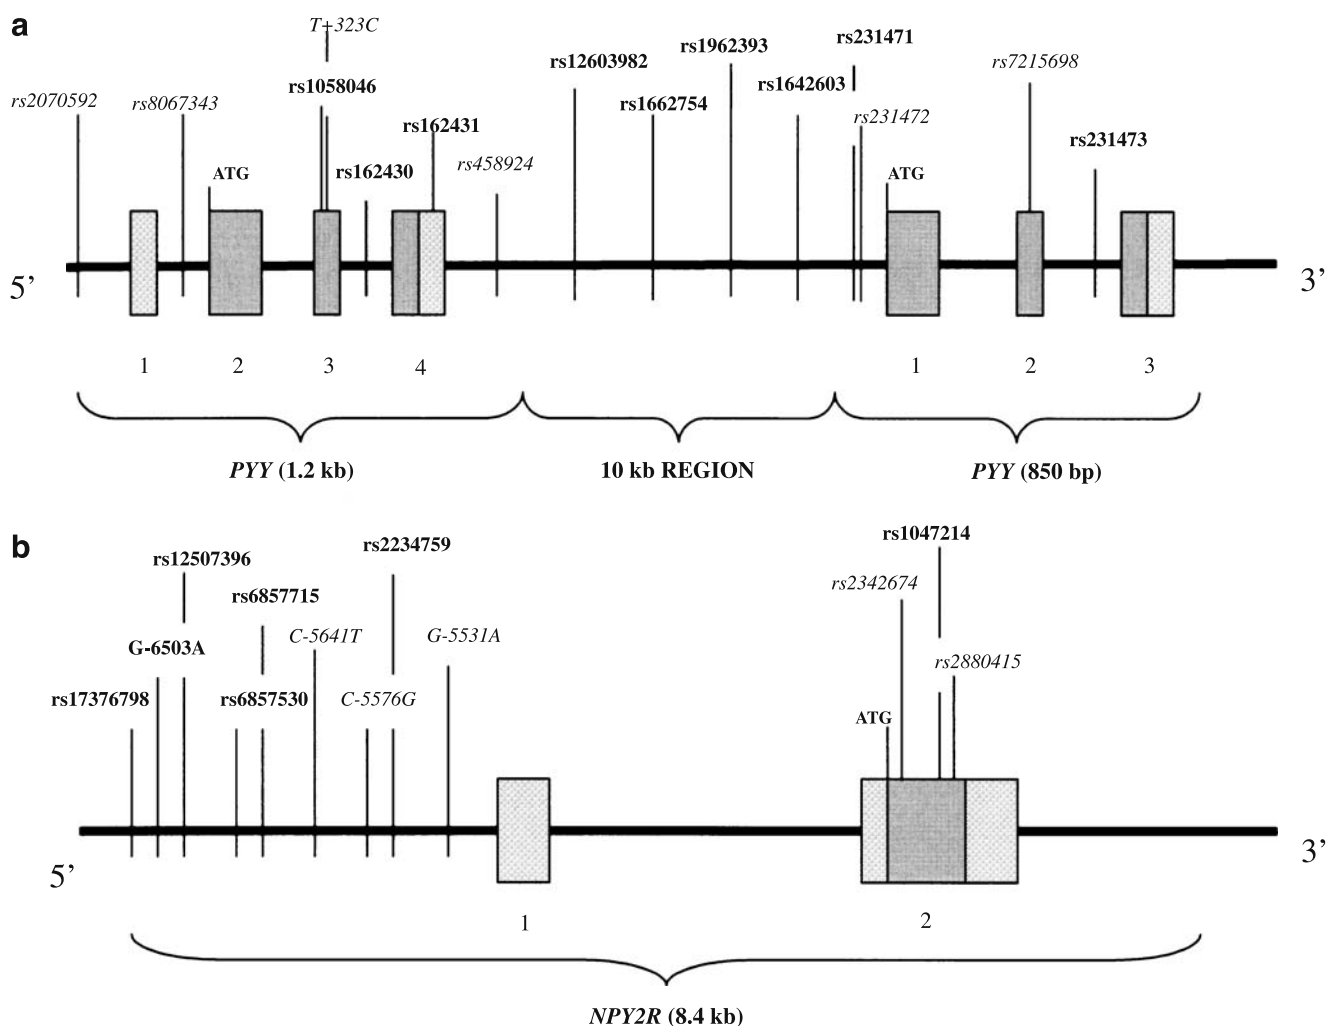 a
T+323C
rs12603982
rs1962393
rs231471
rs7215698
rs2070592
rs8067343
rs1058046
rs1662754
rs1642603
rs162431
rs231472
rs231473
ATG
rs162430
rs458924
ATG
5’
3’
1 2 3 4 1 2 3
PYY (1.2 kb) 10 kb REGION PYY (850 bp)
b
rs12507396
rs2234759
rs1047214
rs6857715
rs2342674
G-6503A
C-5641T
G-5531A
rs2880415
rs17376798
rs6857530
C-5576G
ATG
5’
3’
1 2
NPY2R (8.4 kb)